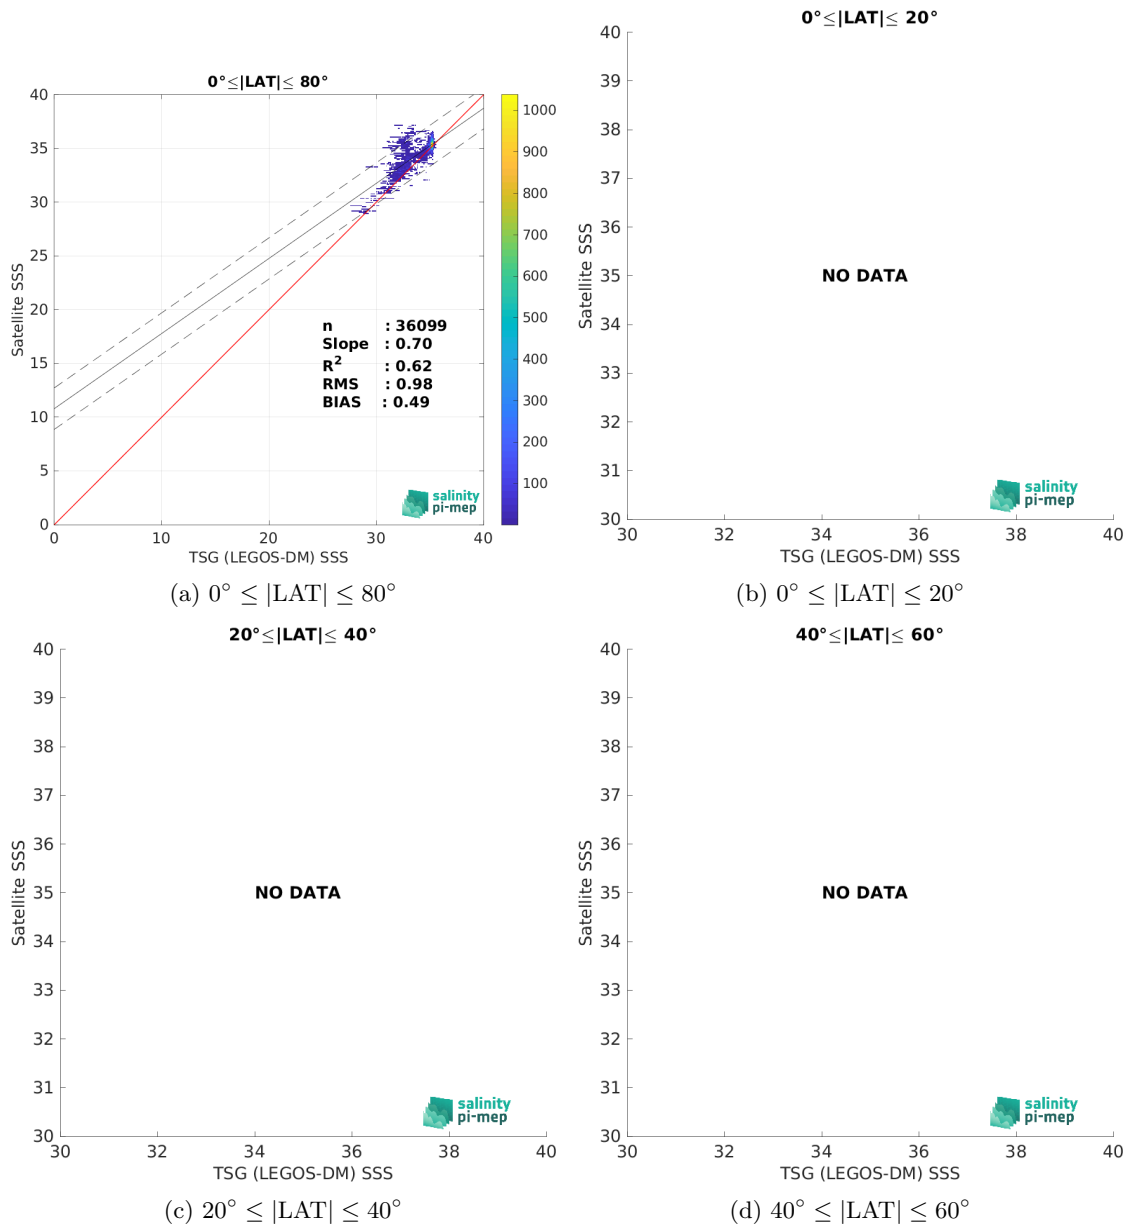 0°≤|LAT|≤ 80°
40
35
30
25
20
15
10
5
0
Satellite SSS
0
10
20
30
40
TSG (LEGOS-DM) SSS
n : 36099
Slope : 0.70
R² : 0.62
RMS : 0.98
BIAS : 0.49
salinity
pi-mep
1000
900
800
700
600
500
400
300
200
100
(a) 0° ≤ |LAT| ≤ 80°
0°≤|LAT|≤ 20°
40
39
38
37
36
35
34
33
32
31
30
Satellite SSS
NO DATA
salinity
pi-mep
30
32
34
36
38
40
TSG (LEGOS-DM) SSS
(b) 0° ≤ |LAT| ≤ 20°
20°≤|LAT|≤ 40°
40
39
38
37
36
35
34
33
32
31
30
Satellite SSS
NO DATA
salinity
pi-mep
30
32
34
36
38
40
TSG (LEGOS-DM) SSS
(c) 20° ≤ |LAT| ≤ 40°
40°≤|LAT|≤ 60°
40
39
38
37
36
35
34
33
32
31
30
Satellite SSS
NO DATA
salinity
pi-mep
30
32
34
36
38
40
TSG (LEGOS-DM) SSS
(d) 40° ≤ |LAT| ≤ 60°